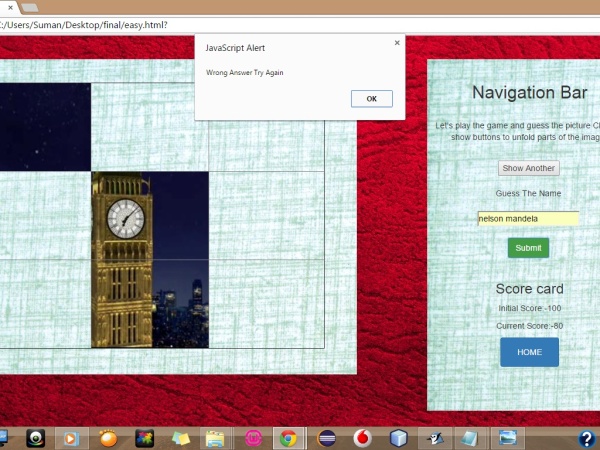 C:/Users/Suman/Desktop/final/easy.html?
JavaScript Alert
Wrong Answer Try Again
OK
Navigation Bar
Let's play the game and guess the picture Cl
show buttons to unfold parts of the imag
Show Another
Guess The Name
nelson mandela
Submit
Score card
Initial Score:-100
Current Score:-80
HOME